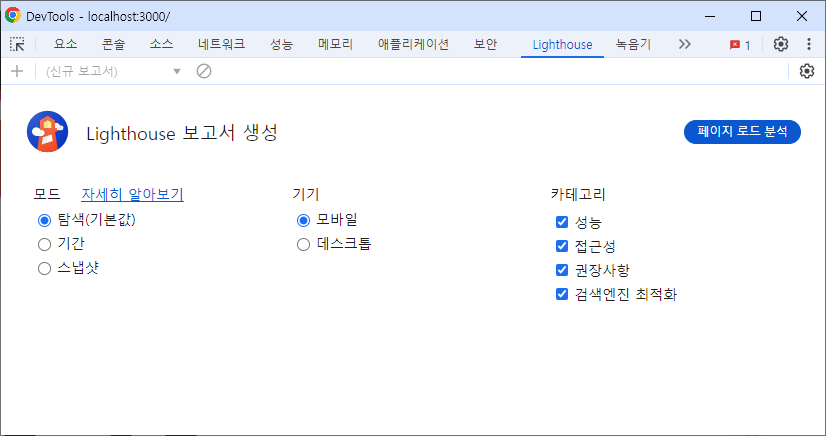 DevTools - localhost:3000/
요소 콘솔 소스 네트워크 성능 메모리 애플리케이션 보안 Lighthouse 녹음기 1
(신규 보고서)
Lighthouse 보고서 생성
페이지 로드 분석
모드 자세히 알아보기
탐색(기본값)
기간
스냅샷
기기
모바일
데스크톱
카테고리
성능
접근성
권장사항
검색엔진 최적화